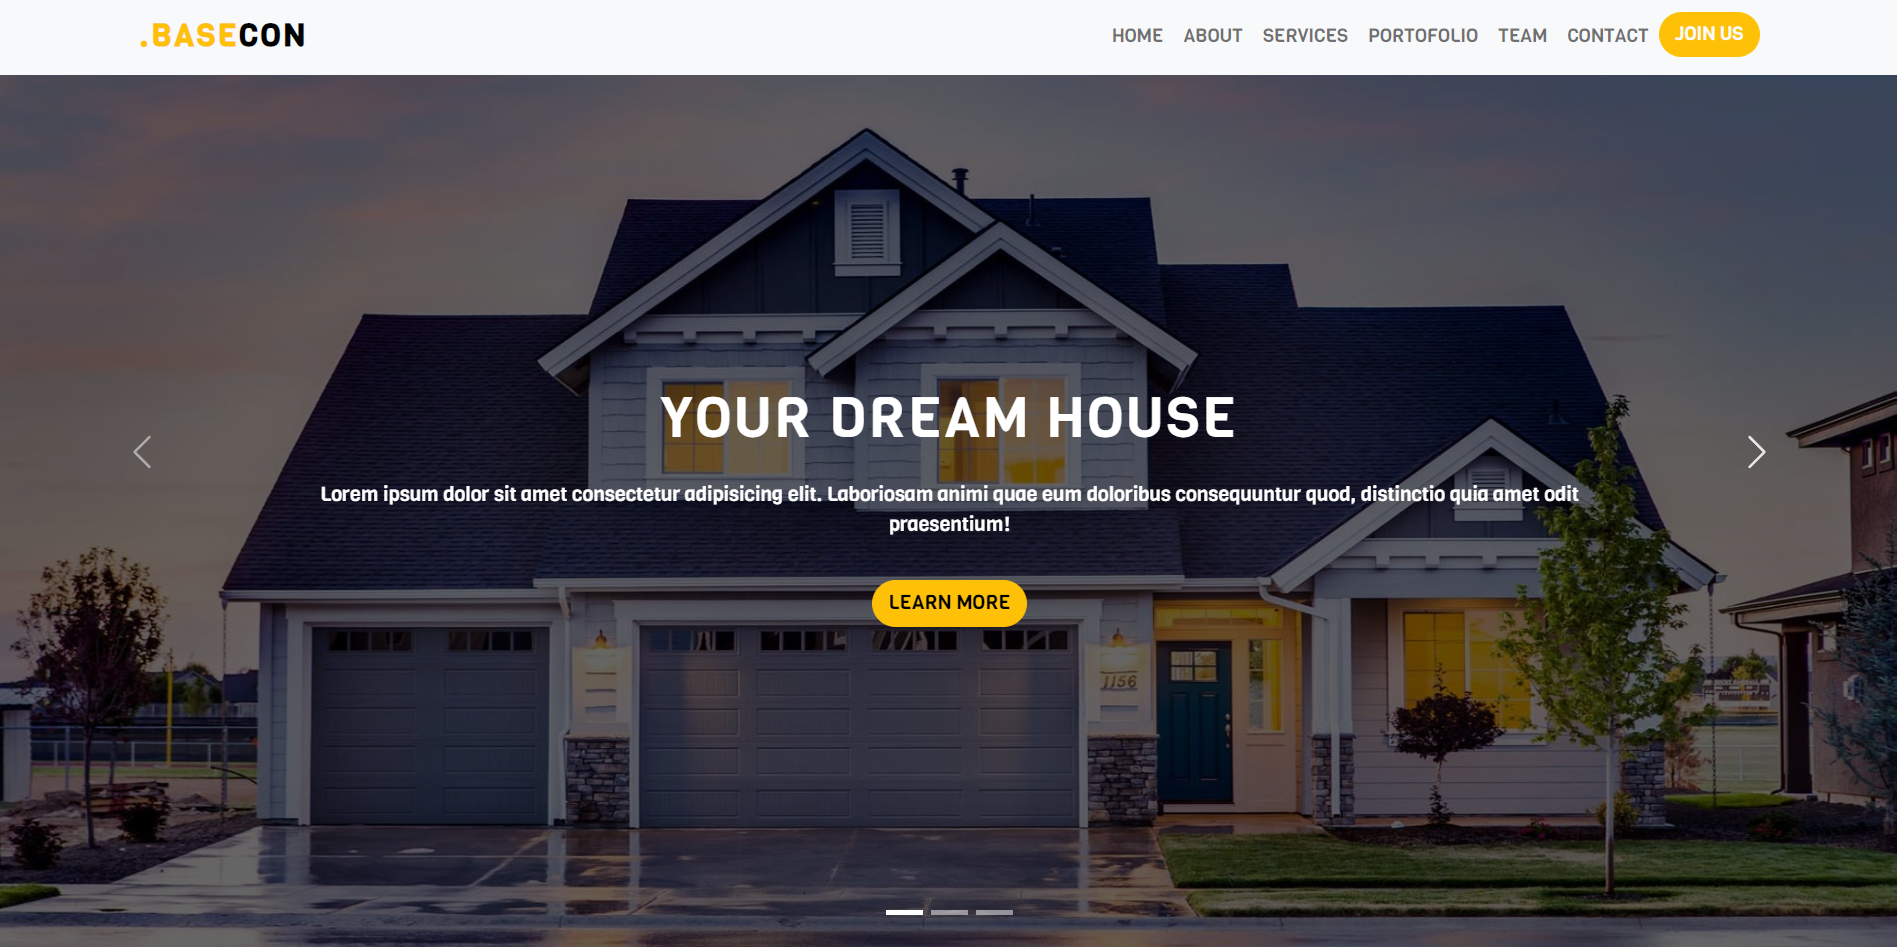 .BASECON
HOME ABOUT SERVICES PORTOFOLIO TEAM CONTACT JOIN US
YOUR DREAM HOUSE
Lorem ipsum dolor sit amet consectetur adipisicing elit. Laboriosam animi quae eum doloribus consequuntur quod, distinctio quia amet odit
praesentium!
LEARN MORE
1156